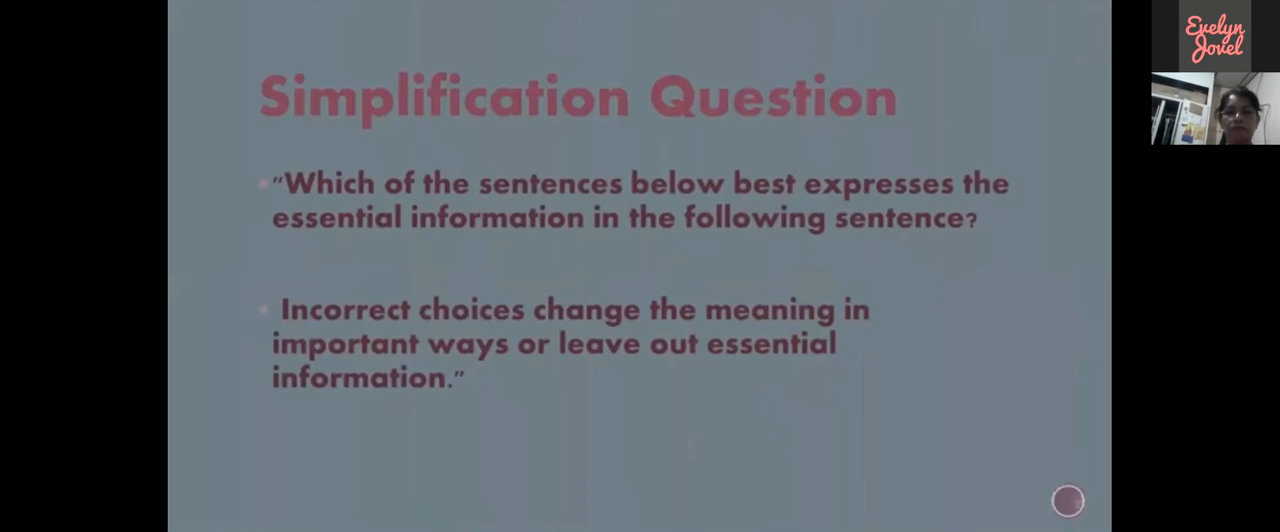 Simplification Question
"Which of the sentences below best expresses the
essential information in the following sentence?
Incorrect choices change the meaning in
important ways or leave out essential
information."
Evelyn
Jovel